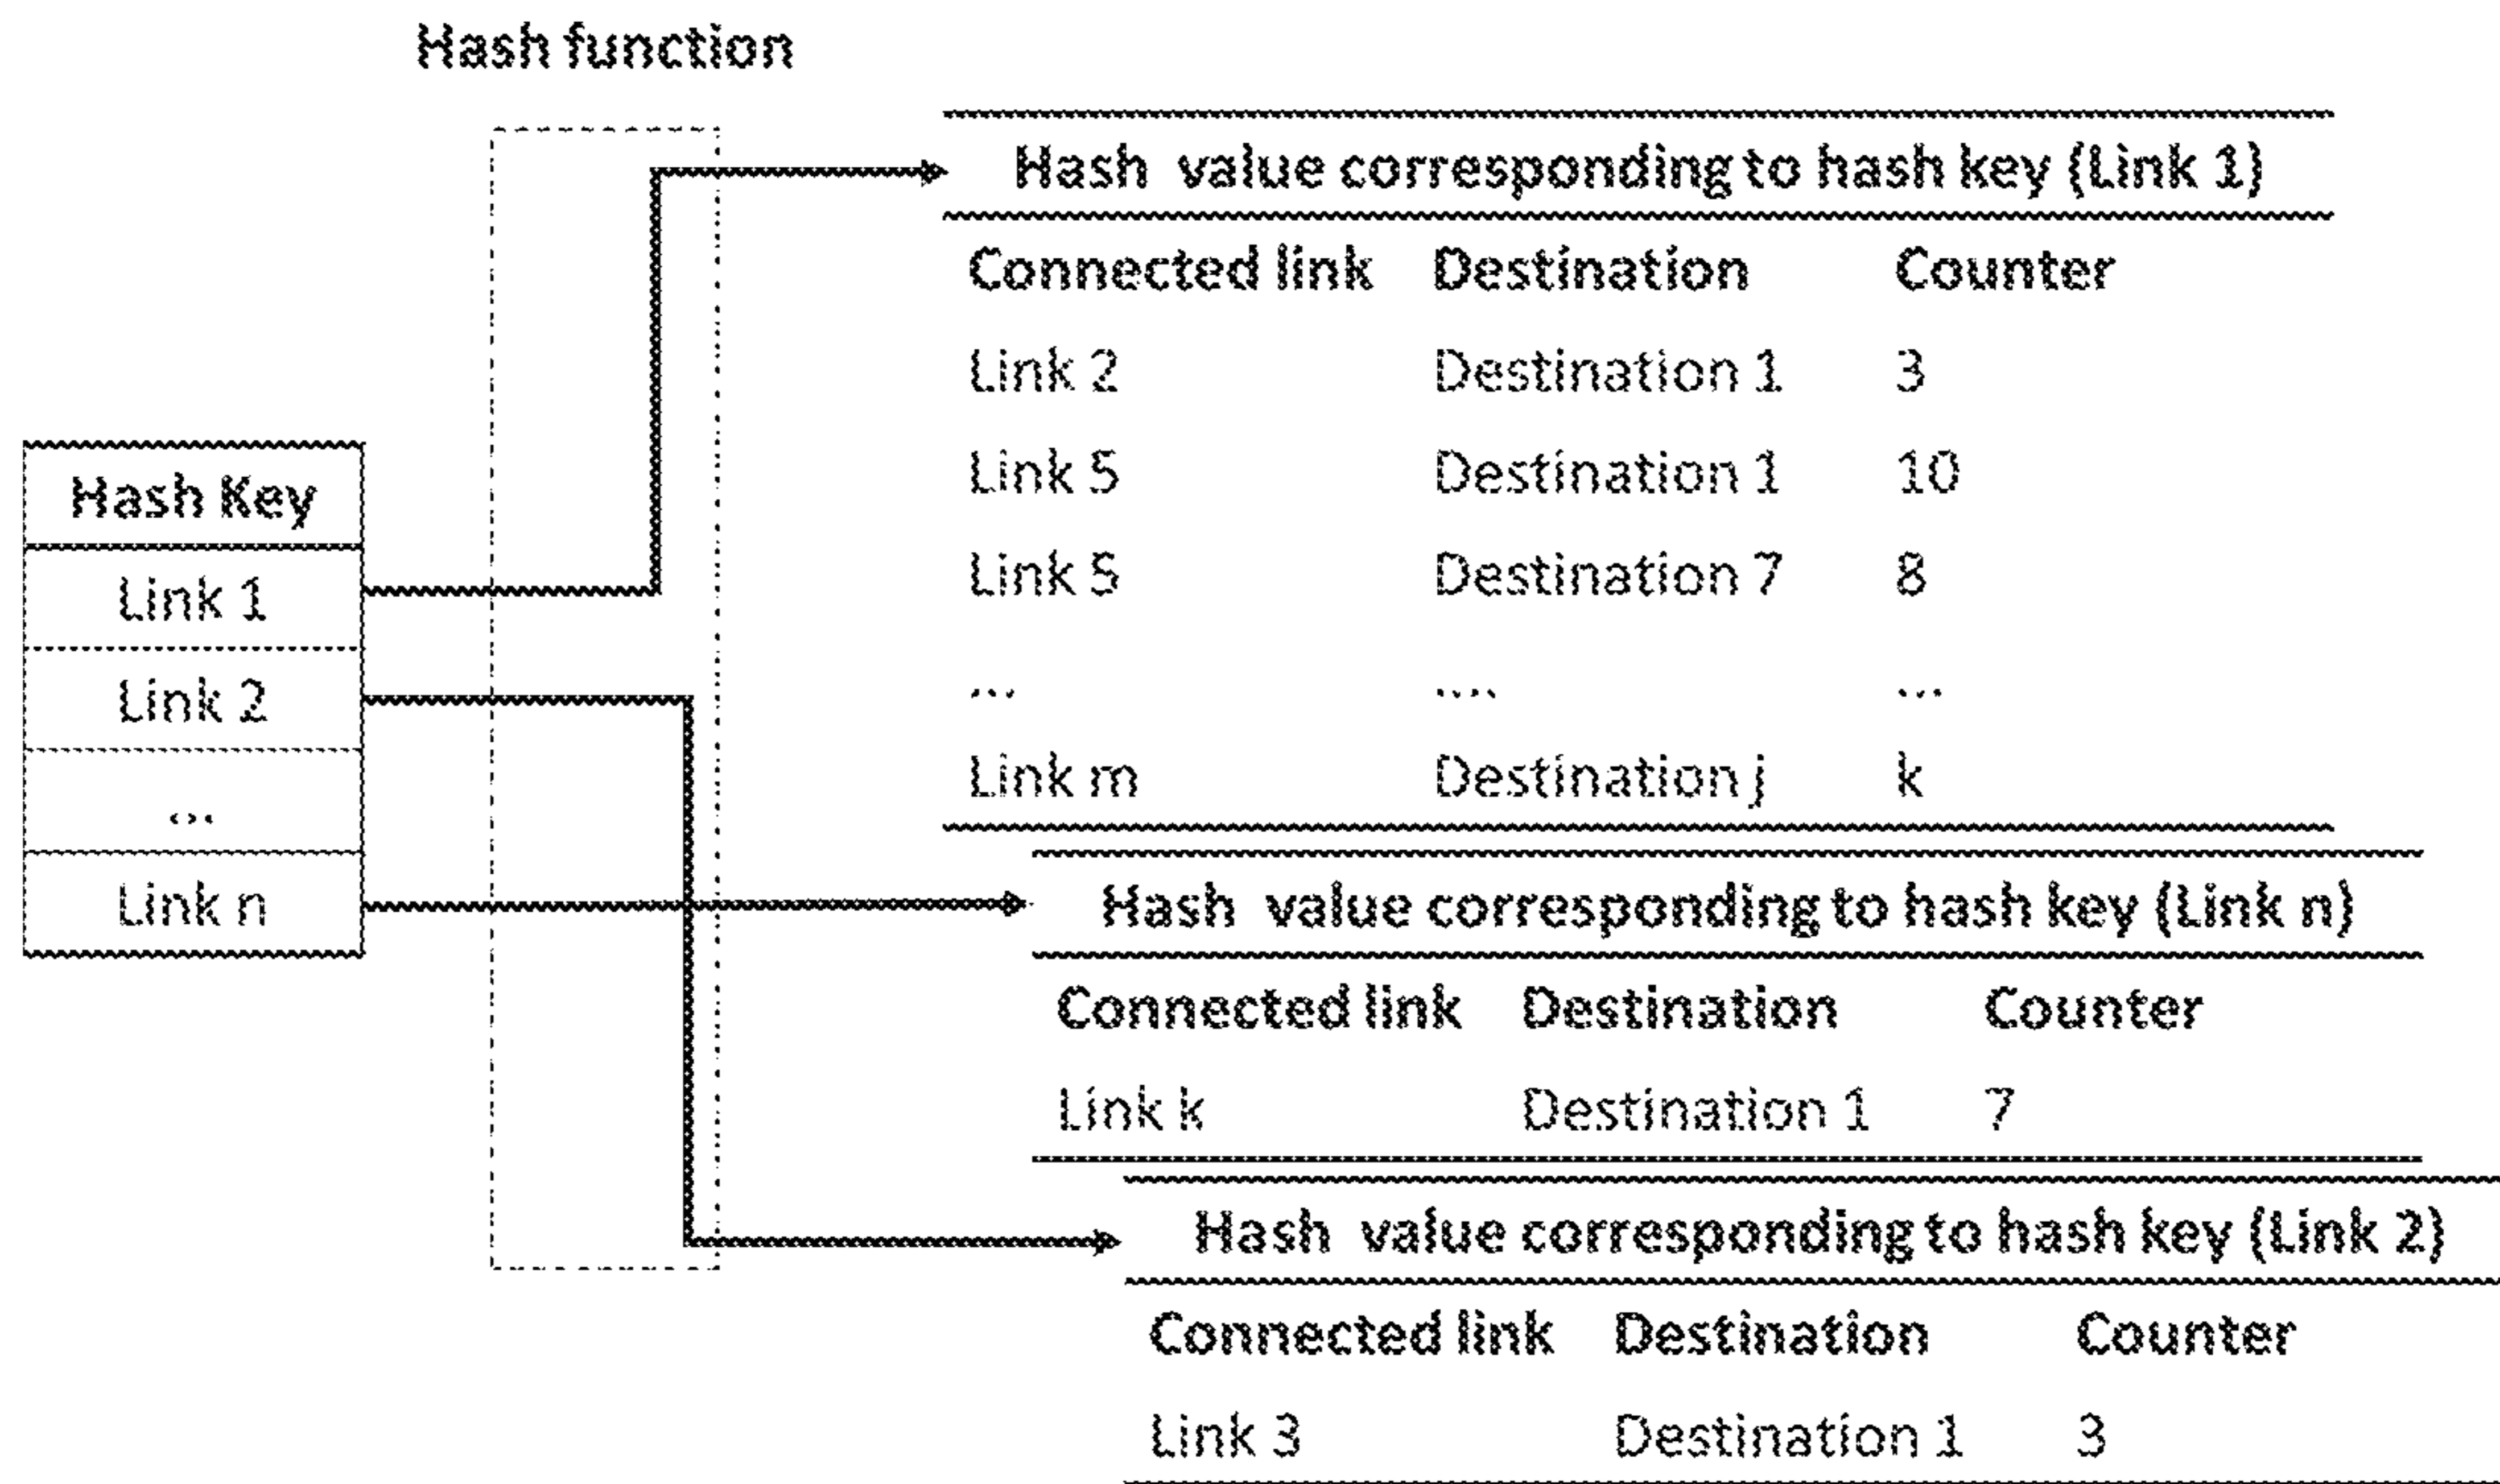 Hash function
Hash Key
Link 1
Link 2
...
Link n
Hash value corresponding to hash key (Link 1)
Connected link Destination Counter
Link 2 Destination 1 3
Link 5 Destination 1 10
Link 5 Destination 7 8
... .... ...
Link m Destination j k
Hash value corresponding to hash key (Link n)
Connected link Destination Counter
Link k Destination 1 7
Hash value corresponding to hash key (Link 2)
Connected link Destination Counter
Link 3 Destination 1 3